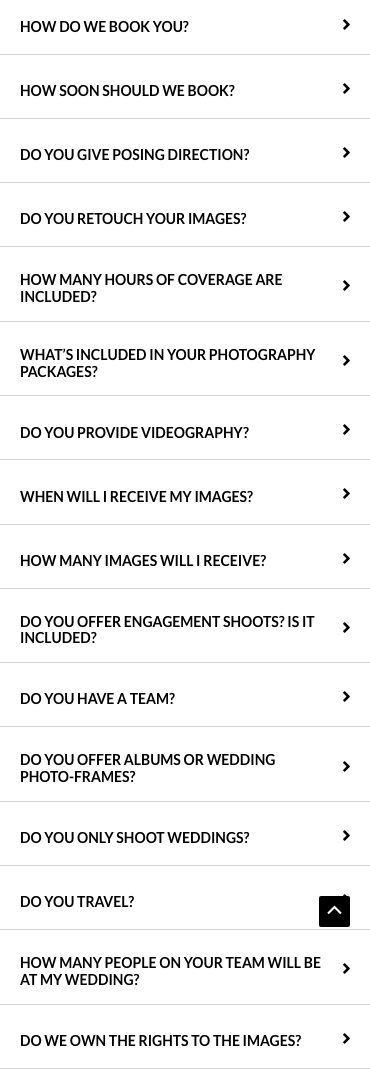 HOW DO WE BOOK YOU?
HOW SOON SHOULD WE BOOK?
DO YOU GIVE POSING DIRECTION?
DO YOU RETOUCH YOUR IMAGES?
HOW MANY HOURS OF COVERAGE ARE
INCLUDED?
WHAT'S INCLUDED IN YOUR PHOTOGRAPHY
PACKAGES?
DO YOU PROVIDE VIDEOGRAPHY?
WHEN WILL I RECEIVE MY IMAGES?
HOW MANY IMAGES WILL I RECEIVE?
DO YOU OFFER ENGAGEMENT SHOOTS? IS IT
INCLUDED?
DO YOU HAVE A TEAM?
DO YOU OFFER ALBUMS OR WEDDING
PHOTO-FRAMES?
DO YOU ONLY SHOOT WEDDINGS?
DO YOU TRAVEL?
HOW MANY PEOPLE ON YOUR TEAM WILL BE
AT MY WEDDING?
DO WE OWN THE RIGHTS TO THE IMAGES?